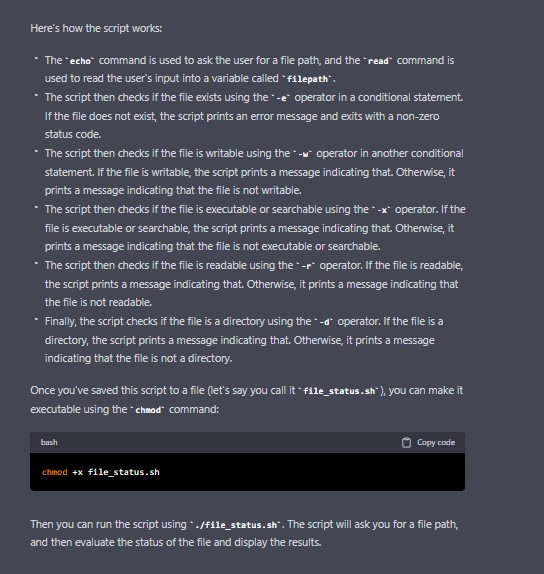 Here's how the script works:
• The `echo` command is used to ask the user for a file path, and the `read` command is
used to read the user's input into a variable called `filepath`.
• The script then checks if the file exists using the `-e` operator in a conditional statement.
If the file does not exist, the script prints an error message and exits with a non-zero
status code.
• The script then checks if the file is writable using the `-w` operator in another conditional
statement. If the file is writable, the script prints a message indicating that. Otherwise, it
prints a message indicating that the file is not writable.
• The script then checks if the file is executable or searchable using the `-x` operator. If the
file is executable or searchable, the script prints a message indicating that. Otherwise, it
prints a message indicating that the file is not executable or searchable.
• The script then checks if the file is readable using the `-r` operator. If the file is readable,
the script prints a message indicating that. Otherwise, it prints a message indicating that
the file is not readable.
• Finally, the script checks if the file is a directory using the `-d` operator. If the file is a
directory, the script prints a message indicating that. Otherwise, it prints a message
indicating that the file is not a directory.
Once you've saved this script to a file (let's say you call it `file_status.sh`), you can make it
executable using the `chmod` command:
bash Copy code
chmod +x file_status.sh
Then you can run the script using `./file_status.sh`. The script will ask you for a file path,
and then evaluate the status of the file and display the results.